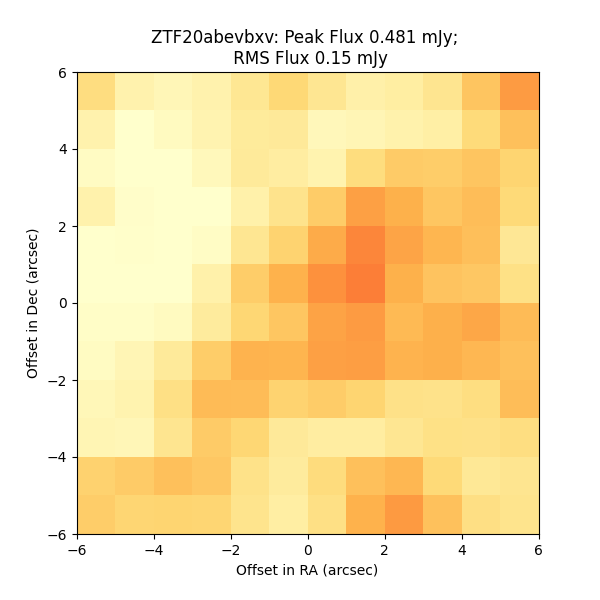 ZTF20abevbxv: Peak Flux 0.481 mJy;
RMS Flux 0.15 mJy
6
4
2
0
−2
−4
−6
Offset in Dec (arcsec)
−6 −4 −2 0 2 4 6
Offset in RA (arcsec)